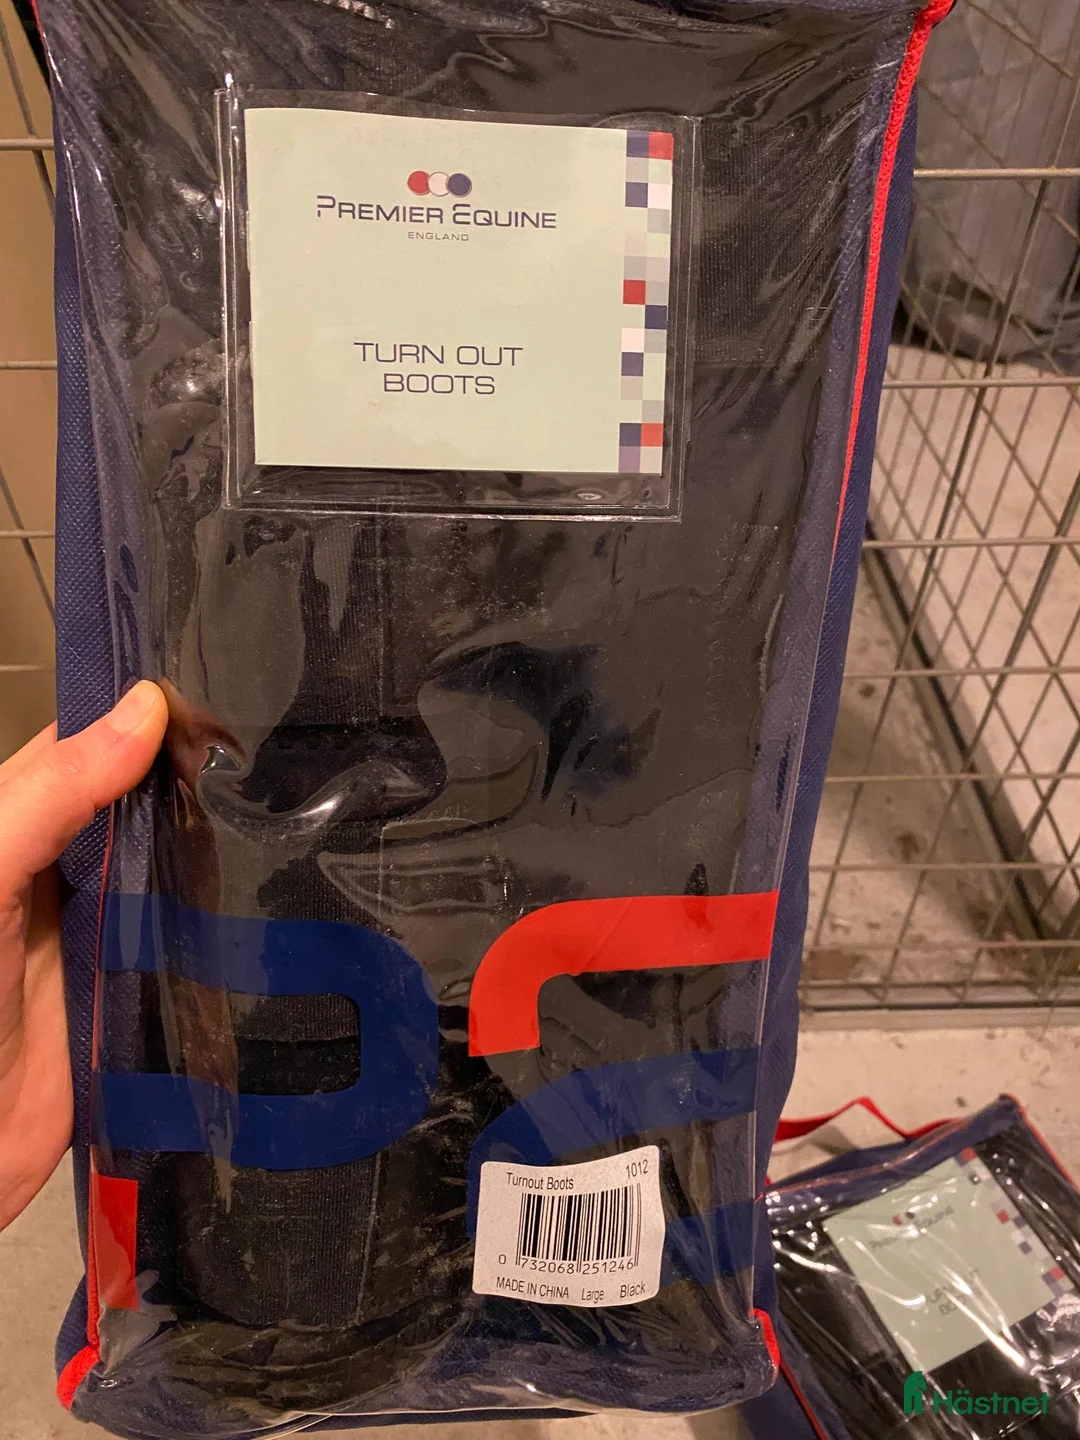 PREMIER EQUINE
ENGLAND
TURN OUT
BOOTS
Turnout Boots 1012
0 732068 251246
MADE IN CHINA Large Black
Hästnet